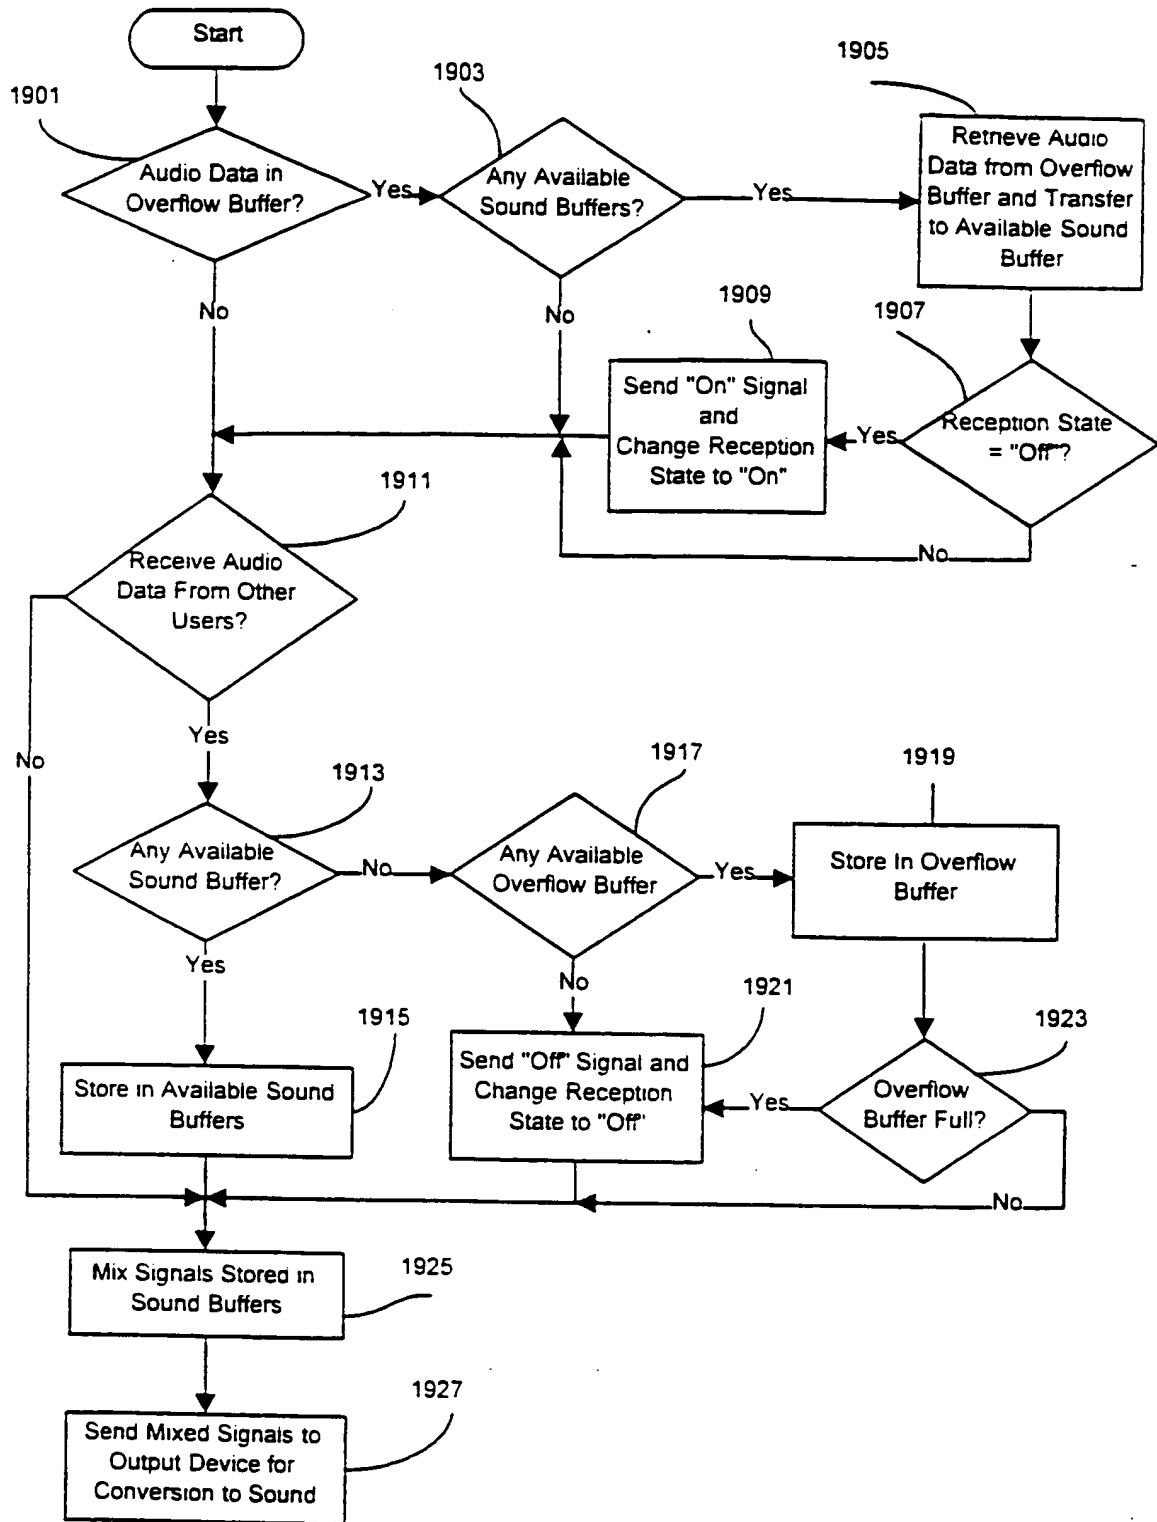 Start
1901
1903
1905
Audio Data in
Overflow Buffer?
Yes
Any Available
Sound Buffers?
Yes
Retrieve Audio
Data from Overflow
Buffer and Transfer
to Available Sound
Buffer
No
No
1909
1907
Send "On" Signal
and
Change Reception
State to "On"
Yes
Reception State
= "Off"?
No
1911
Receive Audio
Data From Other
Users?
No
Yes
1913
Any Available
Sound Buffer?
No
1917
Any Available
Overflow Buffer
Yes
1919
Store In Overflow
Buffer
Yes
No
1915
Store in Available Sound
Buffers
1921
Send "Off" Signal and
Change Reception
State to "Off"
Yes
1923
Overflow
Buffer Full?
No
1925
Mix Signals Stored in
Sound Buffers
1927
Send Mixed Signals to
Output Device for
Conversion to Sound